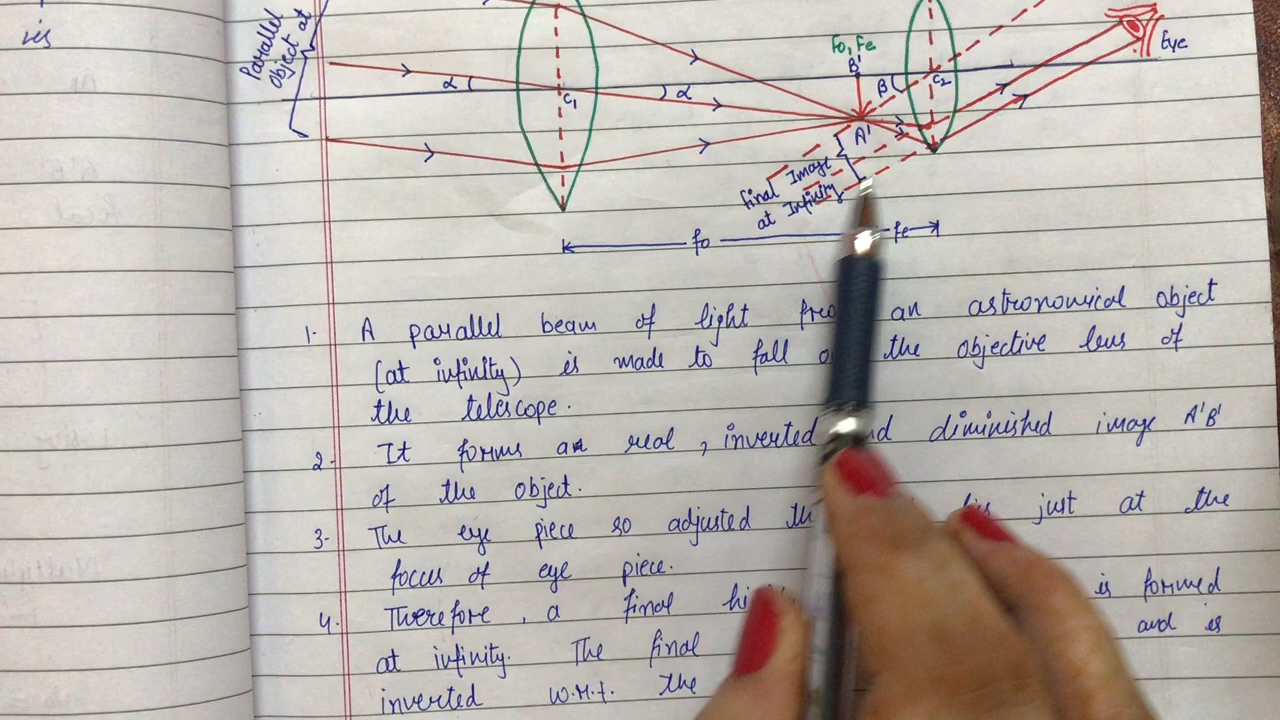 ies
Parallel
Object at
α
C1
α
Fo, Fe
B'
β
C2
Eye
A'
Final Image
at Infinity
fo
fe
1. A parallel beam of light an astronomical object
(at infinity) is made to fall the objective lens of
the telescope.
2. It forms an real, inverted diminished image A'B'
of the object.
3- The eye piece so adjusted just at the
focus of eye piece.
4. Therefore, a final is formed
at infinity. The final and is
inverted w.r.t. the